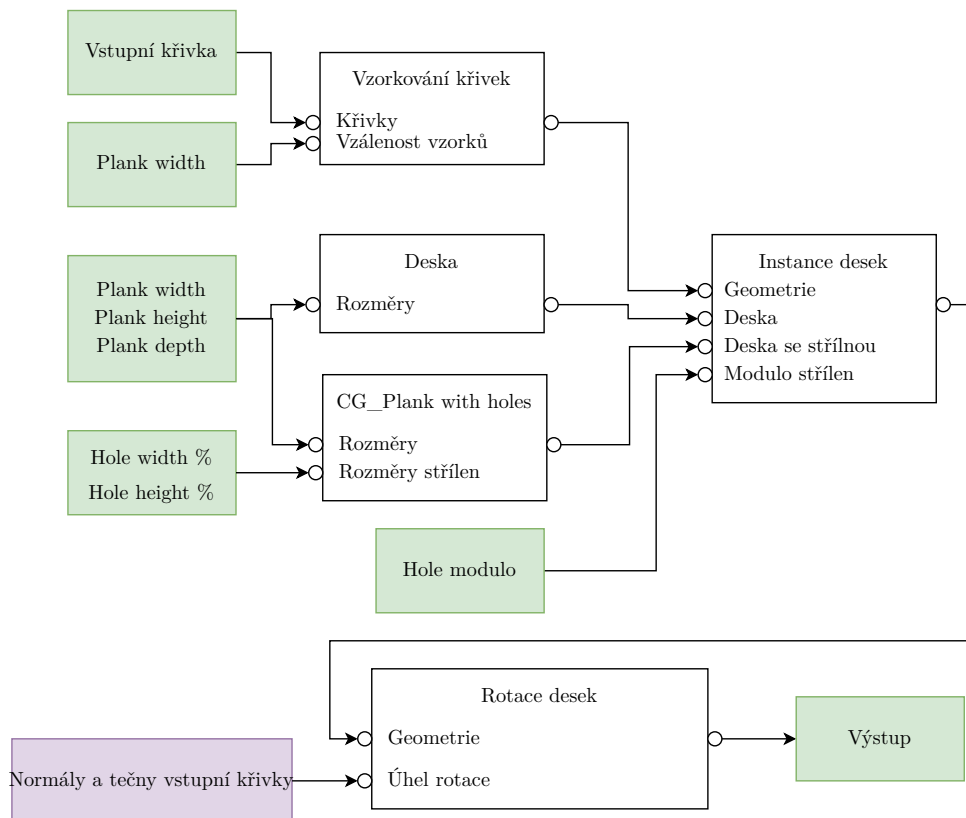 Vstupní křivka
Vzorkování křivek
Křivky
Vzálenost vzorků
Plank width
Plank width
Plank height
Plank depth
Deska
Rozměry
Instance desek
Geometrie
Deska
Deska se střílnou
Modulo střílen
CG_Plank with holes
Rozměry
Rozměry střílen
Hole width %
Hole height %
Hole modulo
Rotace desek
Geometrie
Úhel rotace
Normály a tečny vstupní křivky
Výstup